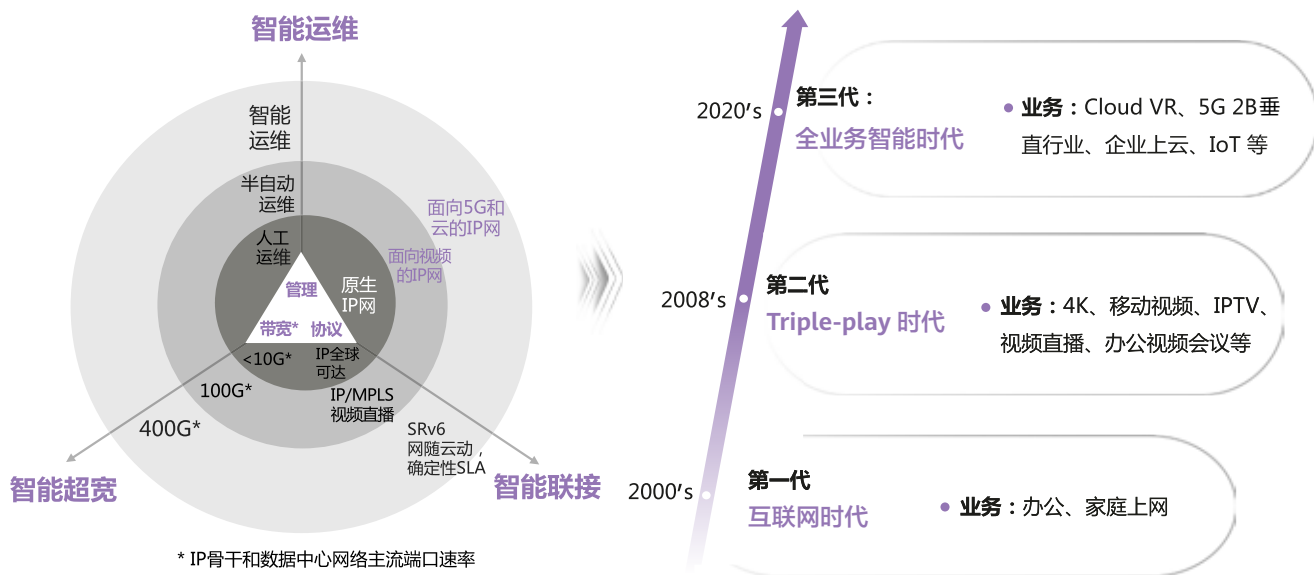 智能运维
智能
运维
半自动
运维
人工
运维
面向5G和
云的IP网
面向视频
的IP网
原生
IP网
管理
带宽* 协议
<10G*
IP全球
可达
100G*
IP/MPLS
视频直播
400G*
SRv6
网随云动，
确定性SLA
智能超宽
智能联接
* IP骨干和数据中心网络主流端口速率
2020's
第三代：
全业务智能时代
• 业务：Cloud VR、5G 2B垂
直行业、企业上云、IoT 等
2008's
第二代
Triple-play 时代
• 业务：4K、移动视频、IPTV、
视频直播、办公视频会议等
2000's
第一代
互联网时代
• 业务：办公、家庭上网